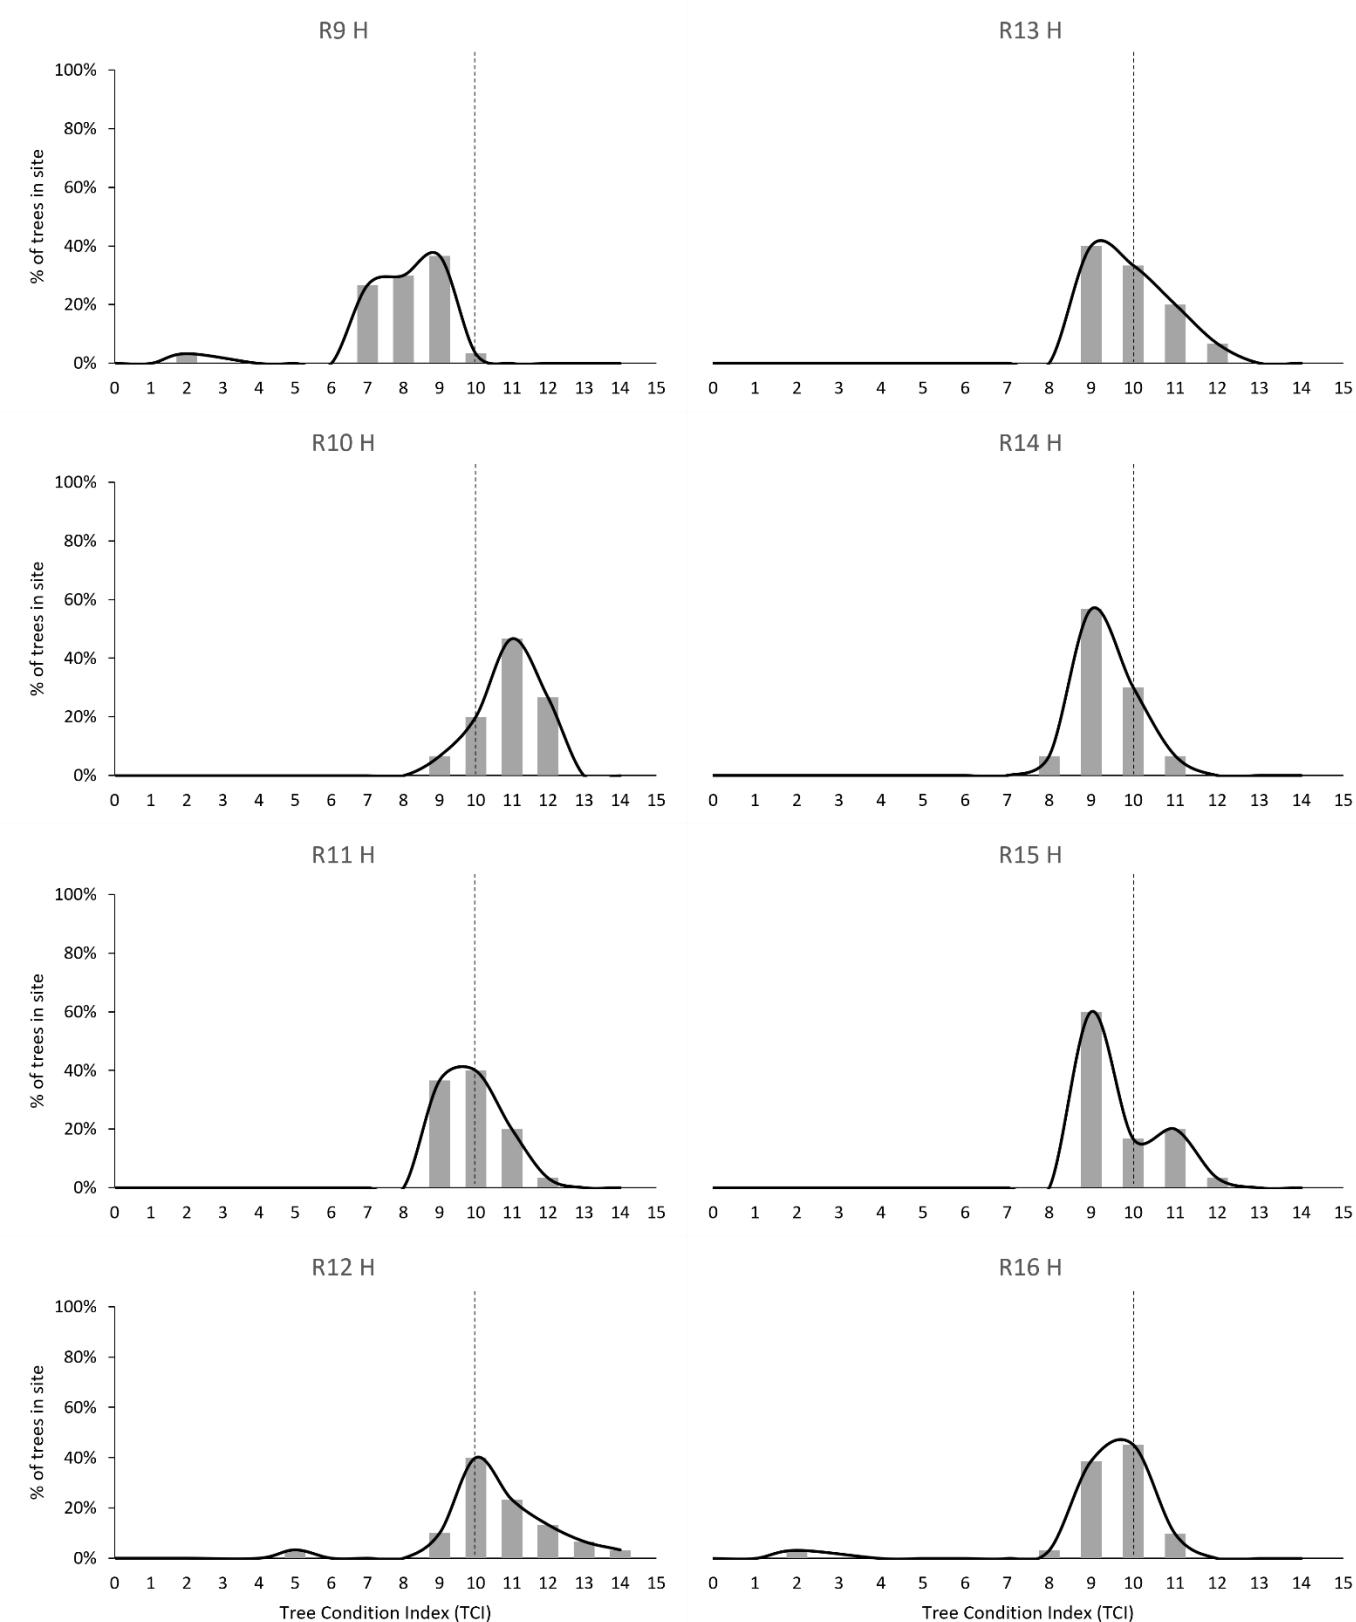 R9 H
100%
80%
60%
40%
20%
0%
% of trees in site
0 1 2 3 4 5 6 7 8 9 10 11 12 13 14 15
R13 H
0 1 2 3 4 5 6 7 8 9 10 11 12 13 14 15
R10 H
100%
80%
60%
40%
20%
0%
% of trees in site
0 1 2 3 4 5 6 7 8 9 10 11 12 13 14 15
R14 H
0 1 2 3 4 5 6 7 8 9 10 11 12 13 14 15
R11 H
100%
80%
60%
40%
20%
0%
% of trees in site
0 1 2 3 4 5 6 7 8 9 10 11 12 13 14 15
R15 H
0 1 2 3 4 5 6 7 8 9 10 11 12 13 14 15
R12 H
100%
80%
60%
40%
20%
0%
% of trees in site
0 1 2 3 4 5 6 7 8 9 10 11 12 13 14 15
Tree Condition Index (TCI)
R16 H
0 1 2 3 4 5 6 7 8 9 10 11 12 13 14 15
Tree Condition Index (TCI)